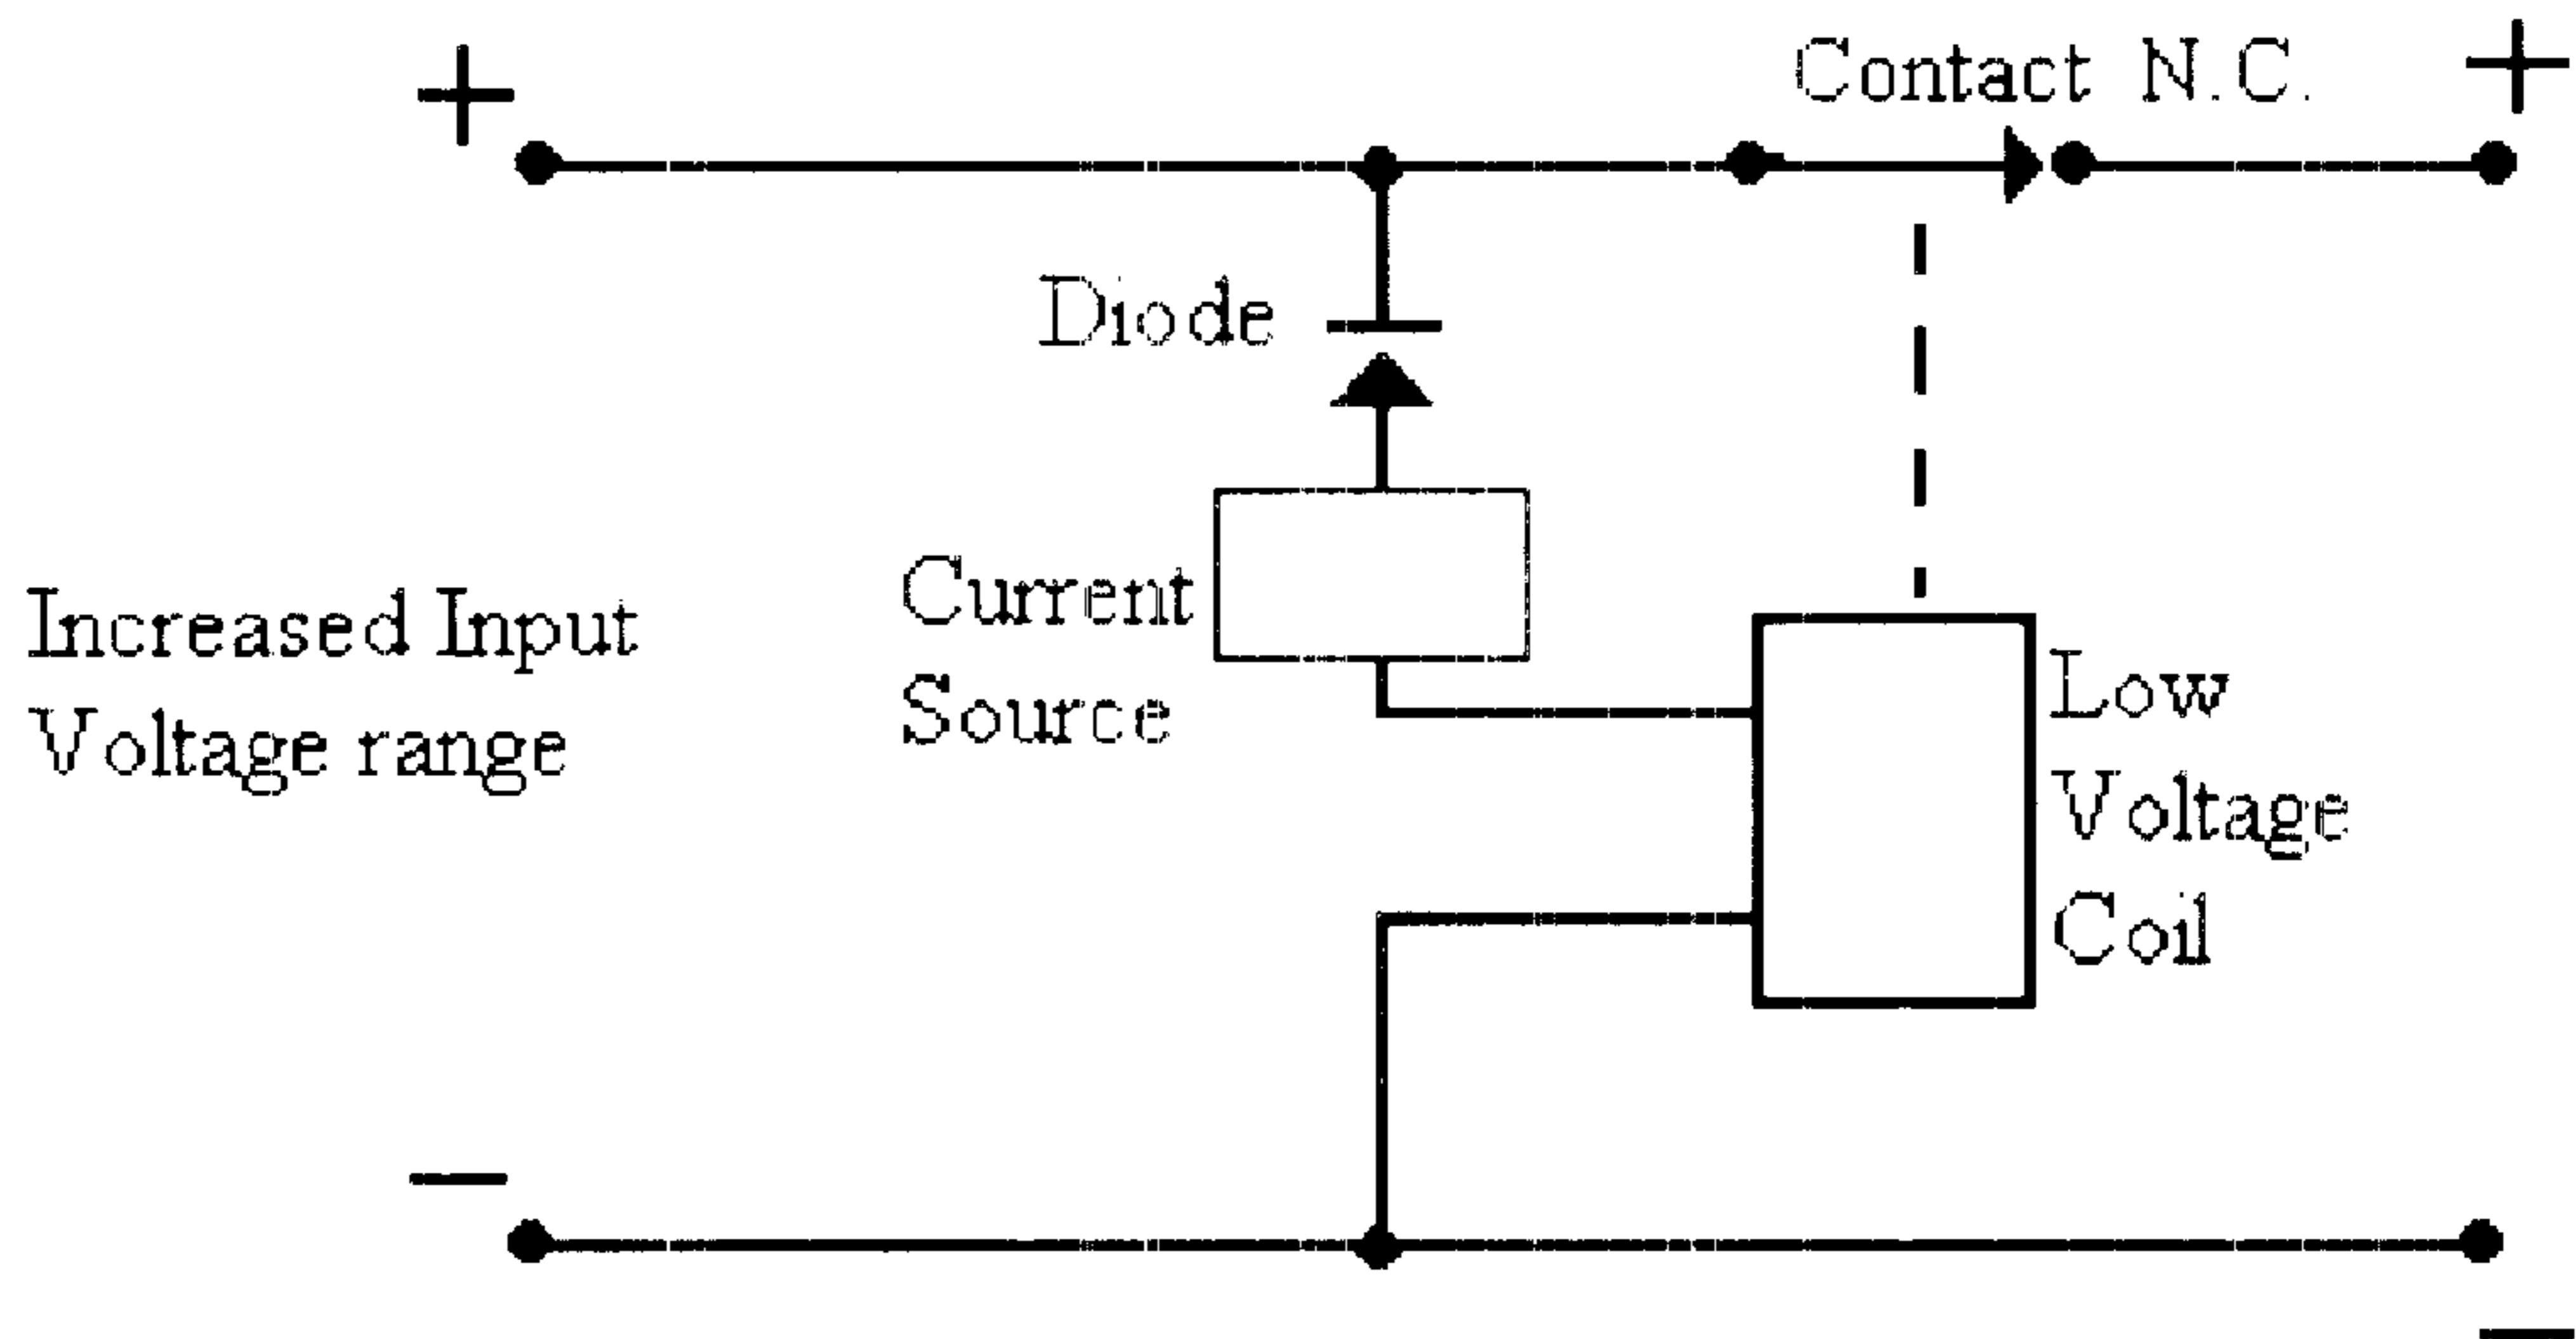 +
Contact N.C.
+
Diode
Increased Input
Voltage range
Current
Source
Low
Voltage
Coil
−
−